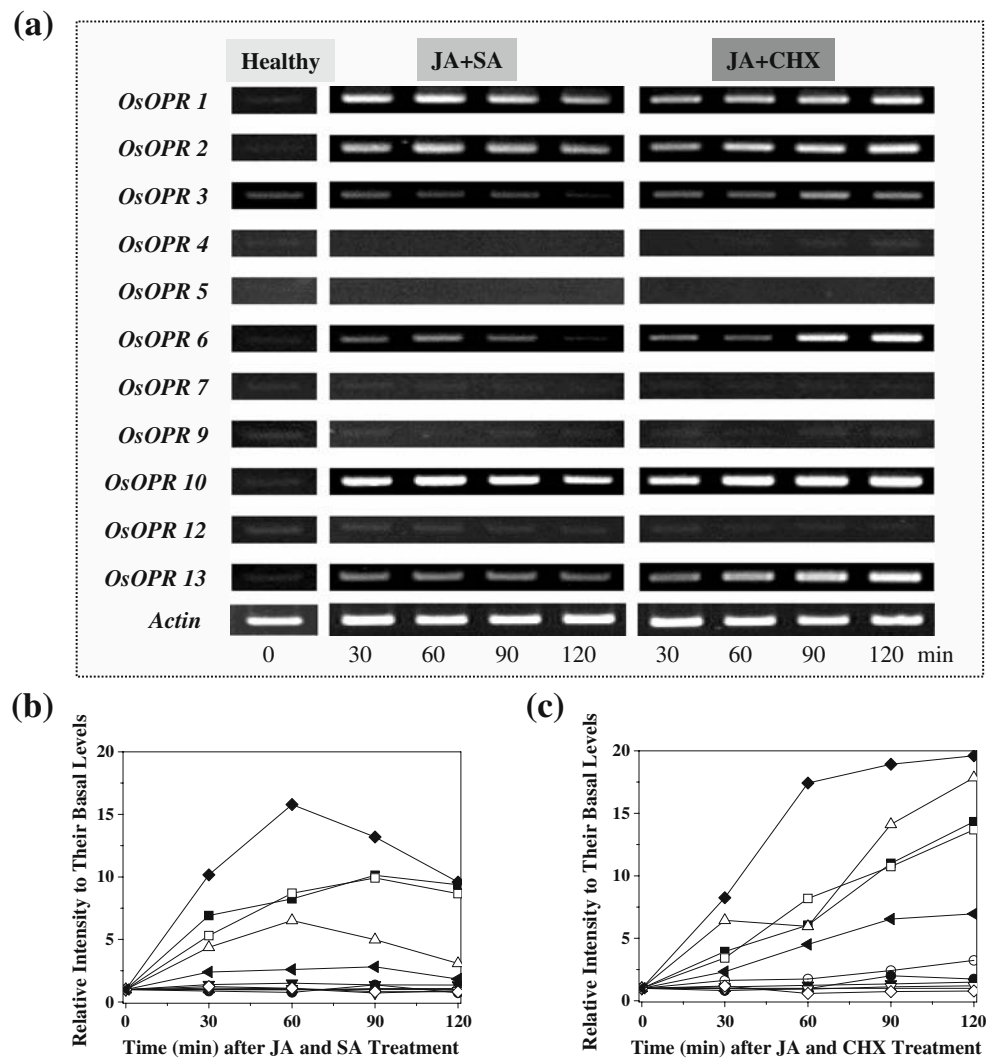 (a)
Healthy JA+SA JA+CHX
OsOPR 1
OsOPR 2
OsOPR 3
OsOPR 4
OsOPR 5
OsOPR 6
OsOPR 7
OsOPR 9
OsOPR 10
OsOPR 12
OsOPR 13
Actin
0 30 60 90 120 30 60 90 120 min
(b)
Relative Intensity to Their Basal Levels
20
15
10
5
0
0 30 60 90 120
Time (min) after JA and SA Treatment
(c)
Relative Intensity to Their Basal Levels
20
15
10
5
0
0 30 60 90 120
Time (min) after JA and CHX Treatment